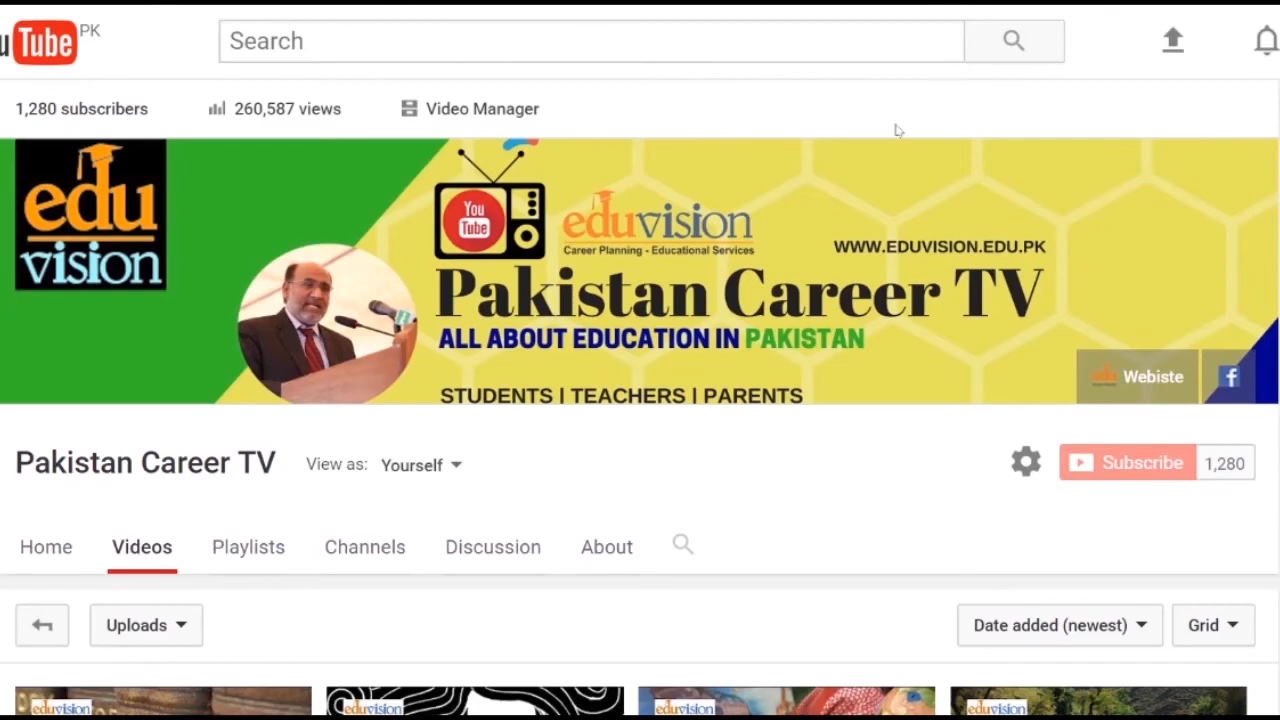 u Tube PK
Search
1,280 subscribers 260,587 views Video Manager
edu
vision
You
Tube
eduvision
Career Planning - Educational Services
WWW.EDUVISION.EDU.PK
Pakistan Career TV
ALL ABOUT EDUCATION IN PAKISTAN
STUDENTS | TEACHERS | PARENTS
edu Webiste f
Pakistan Career TV View as: Yourself Subscribe 1,280
Home Videos Playlists Channels Discussion About
Uploads Date added (newest) Grid
eduvision eduvision eduvision eduvision